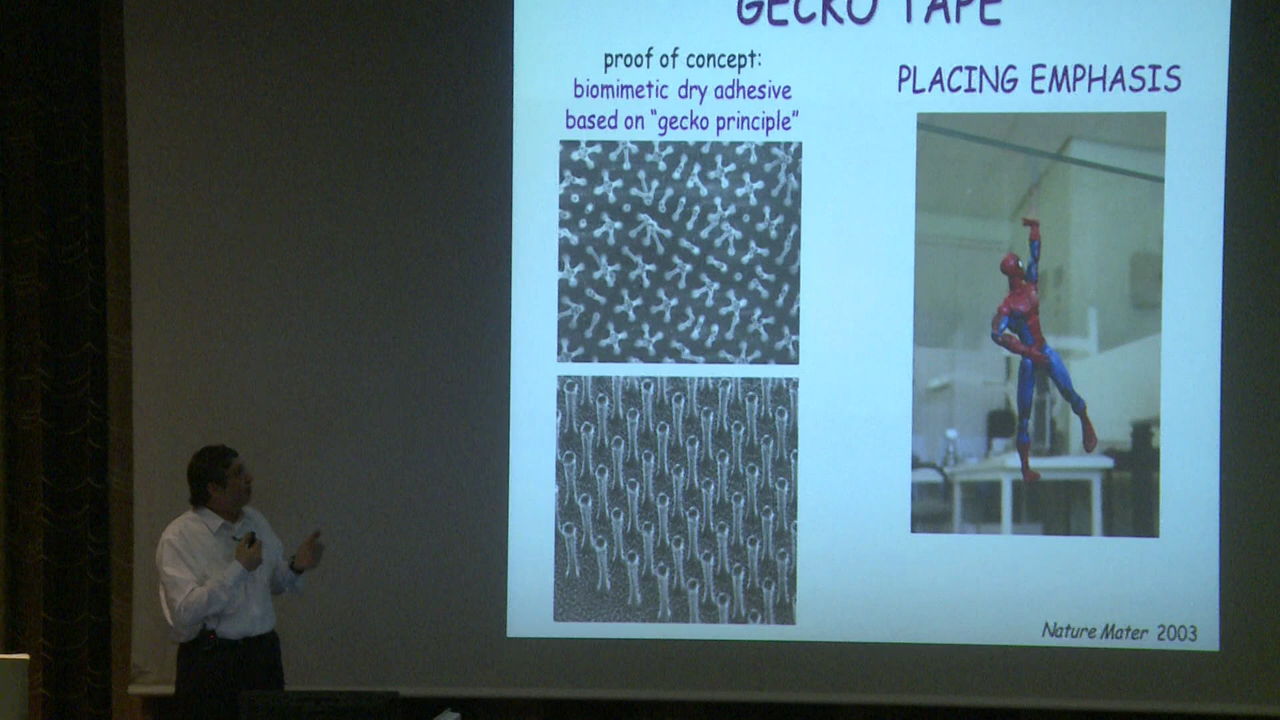 GECKO TAPE
proof of concept:
biomimetic dry adhesive
based on "gecko principle"
PLACING EMPHASIS
Nature Mater 2003